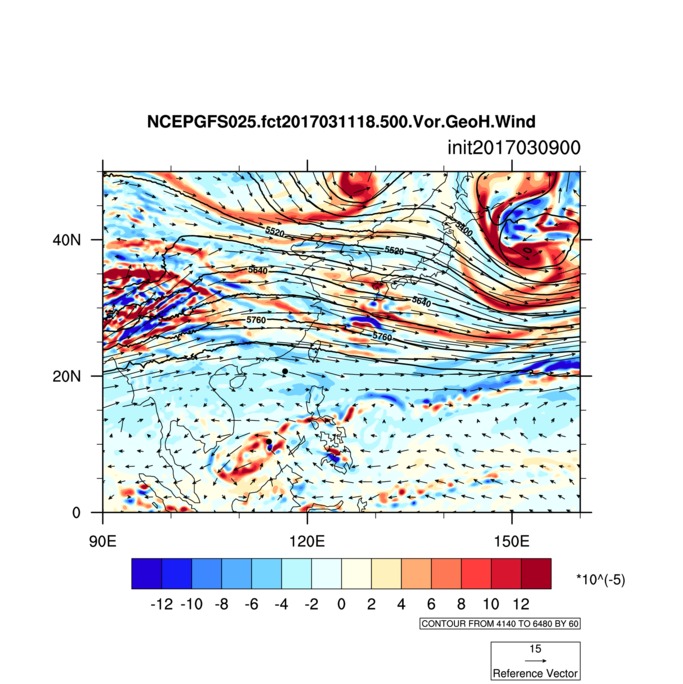 NCEPGFS025.fct2017031118.500.Vor.GeoH.Wind
init2017030900
5400
5520
5520
40N
5640
5640
5760
5760
20N
0
90E 120E 150E
-12 -10 -8 -6 -4 -2 0 2 4 6 8 10 12
*10^(-5)
CONTOUR FROM 4140 TO 6480 BY 60
15
Reference Vector